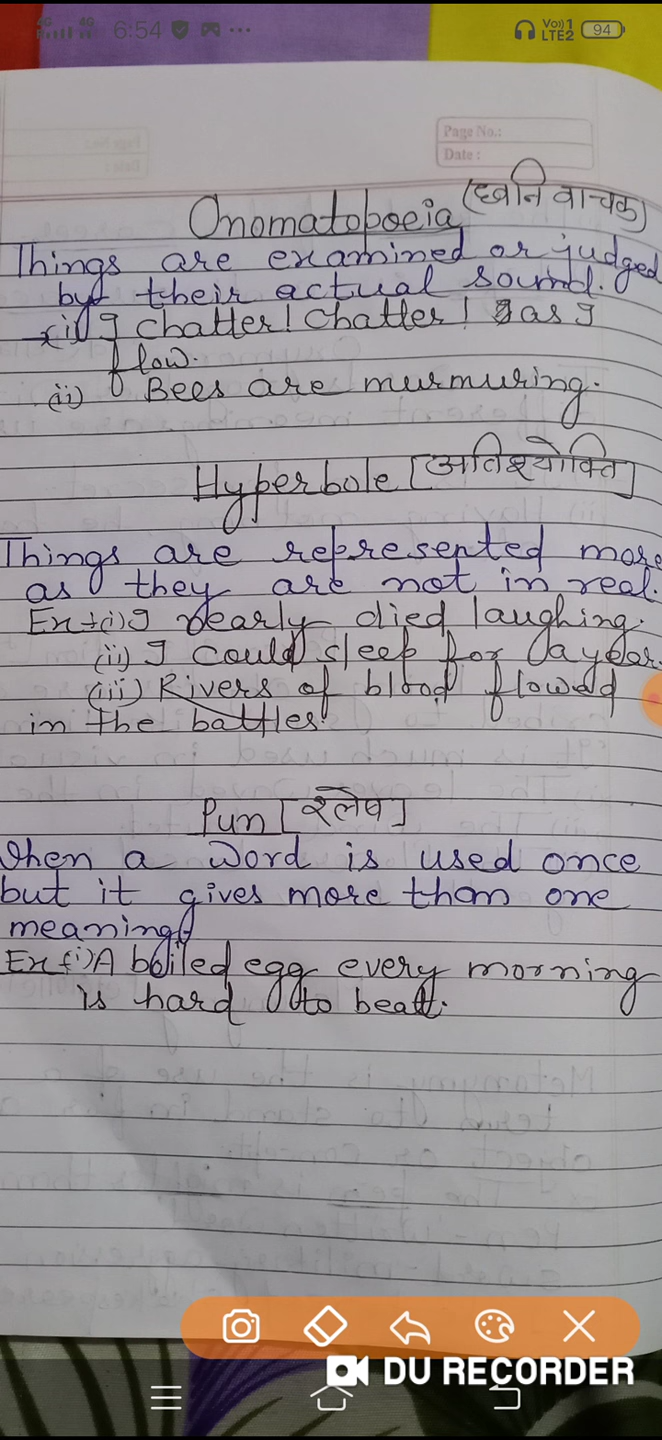 6:54
Vo)) 1
LTE2
94
Page No.:
Date :
Onomatopoeia (ध्वनि वाचक)
Things are examined or judged
by their actual sound.
(i) I chatter! Chatter! as I
flow.
(ii) Bees are murmuring.
Hyperbole [अतिश्योक्ति]
Things are represented more
as they are not in real.
Ex (i) I nearly died laughing.
(ii) I could sleep for a year.
(iii) Rivers of blood flowed
in the battles.
Pun [श्लेष]
When a word is used once
but it gives more than one
meaning.
Ex (i) A boiled egg every morning
is hard to beat.
DU RECORDER